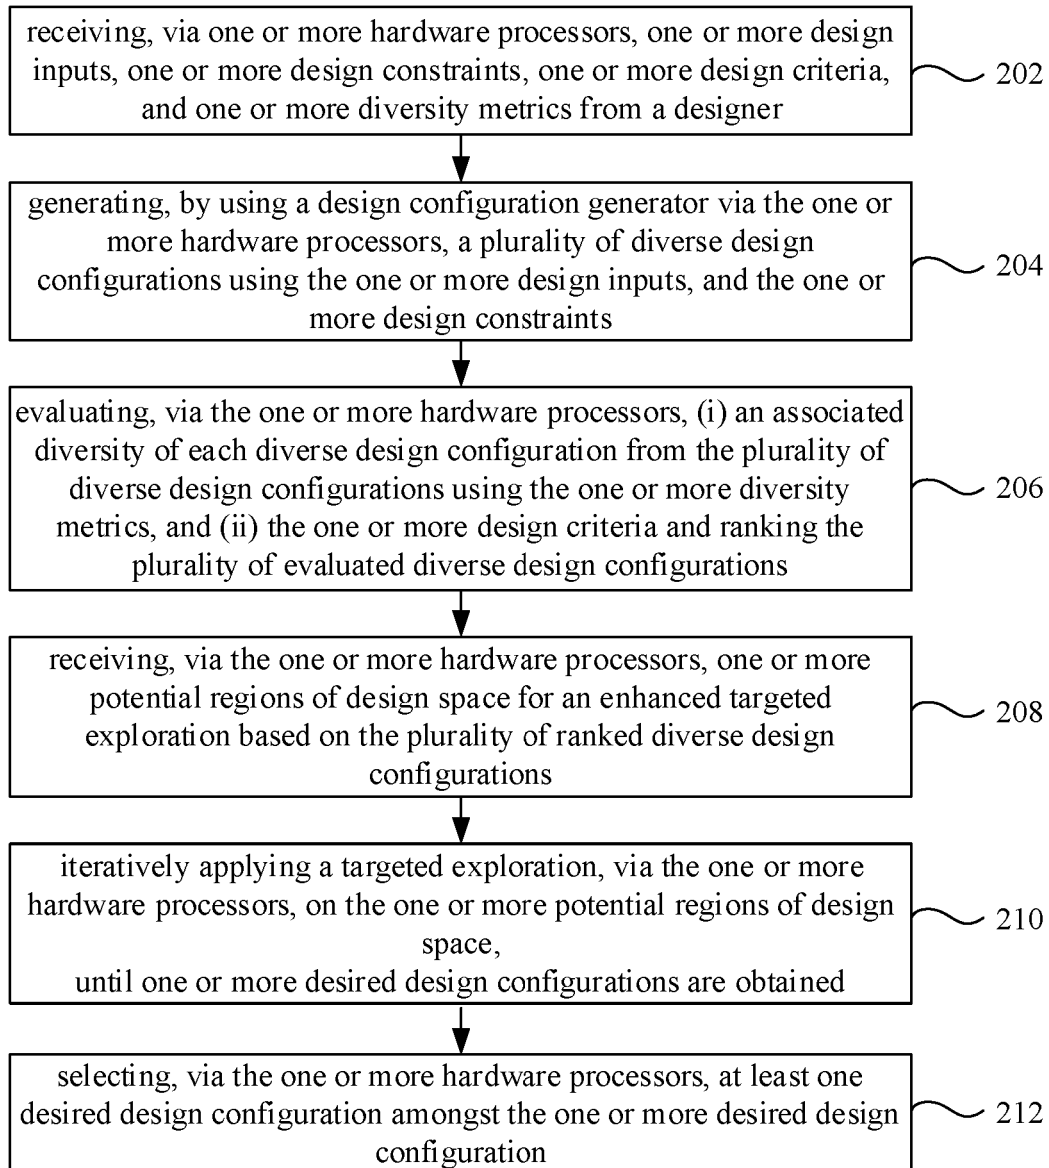 receiving, via one or more hardware processors, one or more design
inputs, one or more design constraints, one or more design criteria,
and one or more diversity metrics from a designer
202
generating, by using a design configuration generator via the one or
more hardware processors, a plurality of diverse design
configurations using the one or more design inputs, and the one or
more design constraints
204
evaluating, via the one or more hardware processors, (i) an associated
diversity of each diverse design configuration from the plurality of
diverse design configurations using the one or more diversity
metrics, and (ii) the one or more design criteria and ranking the
plurality of evaluated diverse design configurations
206
receiving, via the one or more hardware processors, one or more
potential regions of design space for an enhanced targeted
exploration based on the plurality of ranked diverse design
configurations
208
iteratively applying a targeted exploration, via the one or more
hardware processors, on the one or more potential regions of design
space,
until one or more desired design configurations are obtained
210
selecting, via the one or more hardware processors, at least one
desired design configuration amongst the one or more desired design
configuration
212